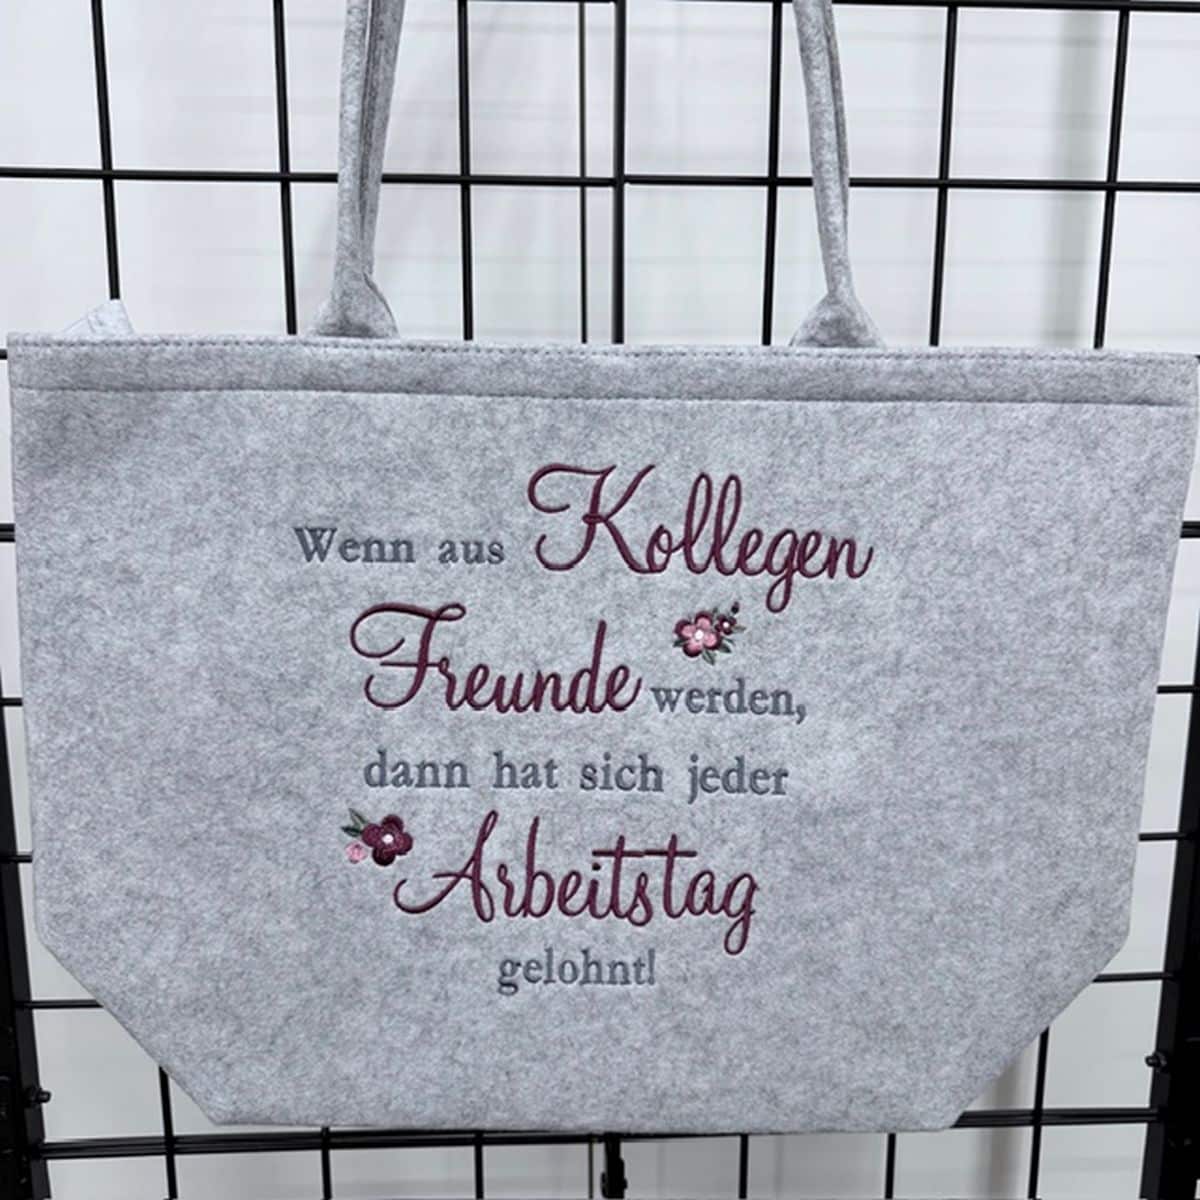 Wenn aus Kollegen
Freunde werden,
dann hat sich jeder
Arbeitstag
gelohnt!